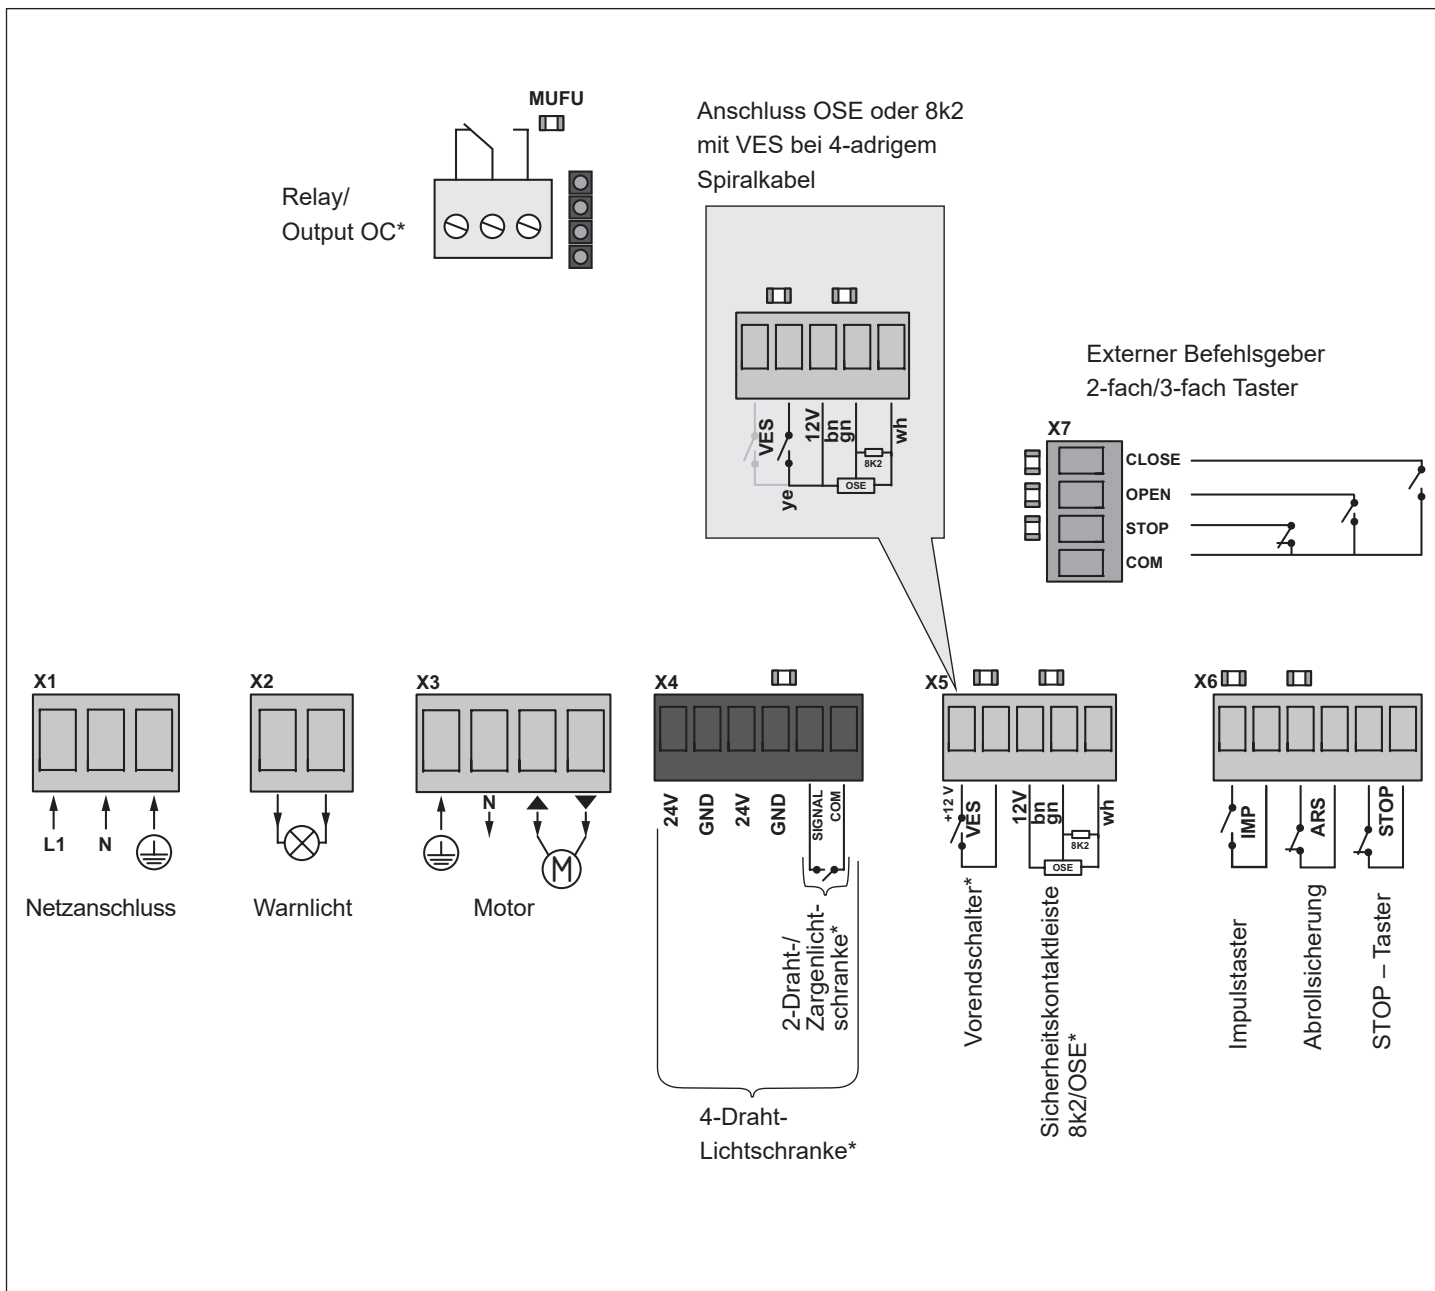 MUFU
Relay/
Output OC*
Anschluss OSE oder 8k2
mit VES bei 4-adrigem
Spiralkabel
VES
ye
12V
bn
gn
8K2
OSE
wh
Externer Befehlsgeber
2-fach/3-fach Taster
X7
CLOSE
OPEN
STOP
COM
X1
L1
N
Netzanschluss
X2
Warnlicht
X3
N
M
Motor
X4
24V
GND
24V
GND
SIGNAL
COM
2-Draht-/
Zargenlicht-
schranke*
4-Draht-
Lichtschranke*
X5
+12 V
VES
12V
bn
gn
8K2
OSE
wh
Vorendschalter*
Sicherheitskontaktleiste
8k2/OSE*
X6
IMP
ARS
STOP
Impulstaster
Abrollsicherung
STOP – Taster